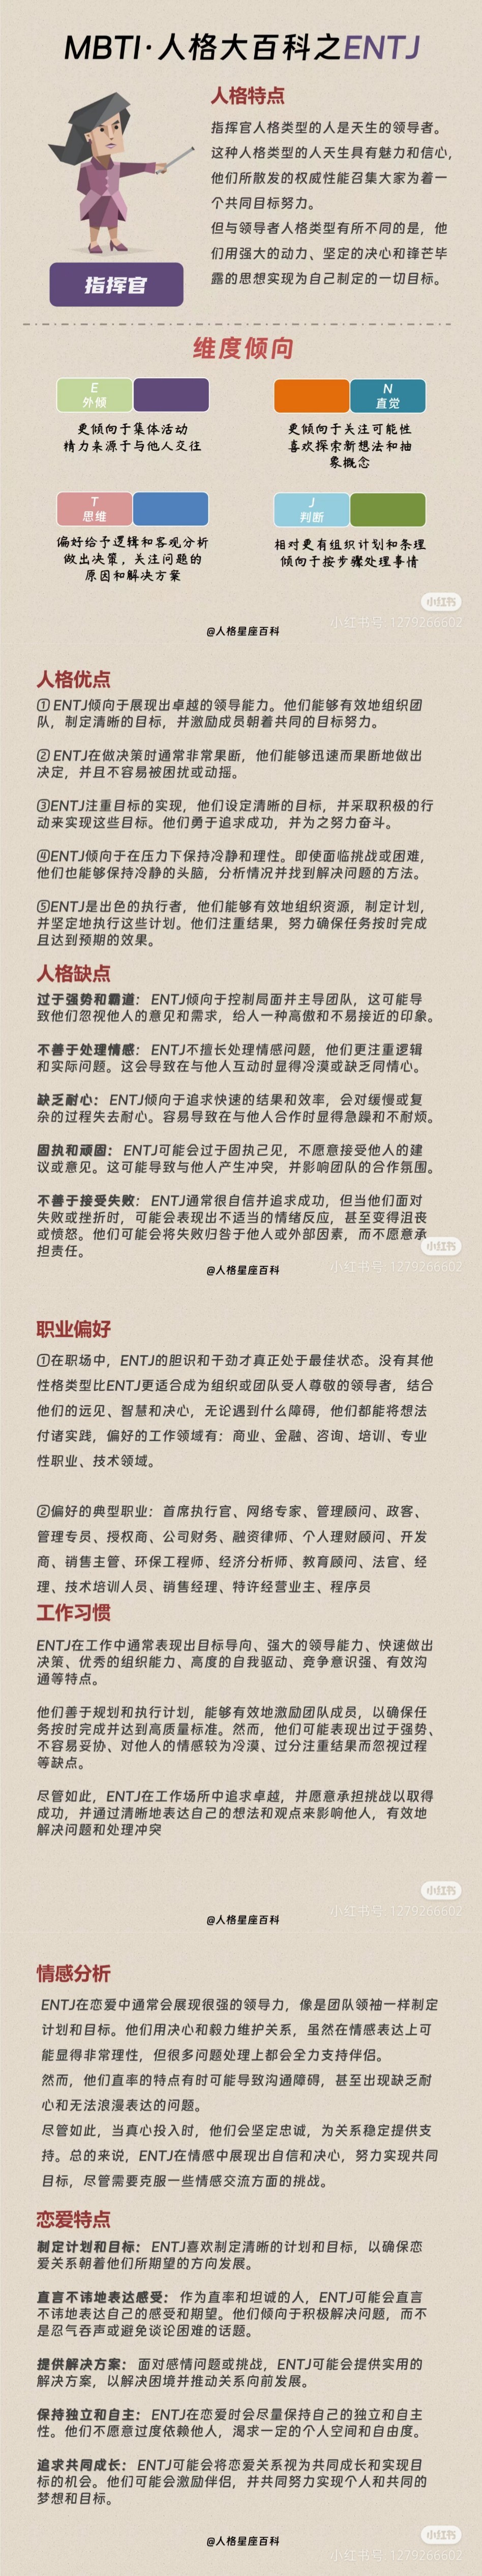 MBTI·人格大百科之ENTJ
人格特点
指挥官人格类型的人是天生的领导者。
这种人格类型的人天生具有魅力和信心，
他们所散发的权威性能召集大家为着一
个共同目标努力。
但与领导者人格类型有所不同的是，他
们用强大的动力、坚定的决心和锋芒毕
露的思想实现为自己制定的一切目标。
指挥官
维度倾向
E
外倾
更倾向于集体活动
精力来源于与他人交往
N
直觉
更倾向于关注可能性
喜欢探索新想法和抽
象概念
T
思维
偏好给予逻辑和客观分析
做出决策，关注问题的
原因和解决方案
J
判断
相对更有组织计划和条理
倾向于按步骤处理事情
小红书
小红书号: 1279266602
@人格星座百科
人格优点
① ENTJ倾向于展现出卓越的领导能力。他们能够有效地组织团
队，制定清晰的目标，并激励成员朝着共同的目标努力。
② ENTJ在做决策时通常非常果断，他们能够迅速而果断地做出
决定，并且不容易被困扰或动摇。
③ENTJ注重目标的实现，他们设定清晰的目标，并采取积极的行
动来实现这些目标。他们勇于追求成功，并为之努力奋斗。
④ENTJ倾向于在压力下保持冷静和理性。即使面临挑战或困难，
他们也能够保持冷静的头脑，分析情况并找到解决问题的方法。
⑤ENTJ是出色的执行者，他们能够有效地组织资源，制定计划，
并坚定地执行这些计划。他们注重结果，努力确保任务按时完成
且达到预期的效果。
人格缺点
过于强势和霸道： ENTJ倾向于控制局面并主导团队，这可能导
致他们忽视他人的意见和需求，给人一种高傲和不易接近的印象。
不善于处理情感： ENTJ不擅长处理情感问题，他们更注重逻辑
和实际问题。这会导致在与他人互动时显得冷漠或缺乏同情心。
缺乏耐心： ENTJ倾向于追求快速的结果和效率，会对缓慢或复
杂的过程失去耐心。容易导致在与他人合作时显得急躁和不耐烦。
固执和顽固： ENTJ可能会过于固执己见，不愿意接受他人的建
议或意见。这可能导致与他人产生冲突，并影响团队的合作氛围。
不善于接受失败： ENTJ通常很自信并追求成功，但当他们面对
失败或挫折时，可能会表现出不适当的情绪反应，甚至变得沮丧
或愤怒。他们可能会将失败归咎于他人或外部因素，而不愿意承
担责任。
小红书
小红书号: 1279266602
@人格星座百科
职业偏好
①在职场中，ENTJ的胆识和干劲才真正处于最佳状态。没有其他
性格类型比ENTJ更适合成为组织或团队受人尊敬的领导者，结合
他们的远见、智慧和决心，无论遇到什么障碍，他们都能将想法
付诸实践，偏好的工作领域有：商业、金融、咨询、培训、专业
性职业、技术领域。
②偏好的典型职业：首席执行官、网络专家、管理顾问、政客、
管理专员、授权商、公司财务、融资律师、个人理财顾问、开发
商、销售主管、环保工程师、经济分析师、教育顾问、法官、经
理、技术培训人员、销售经理、特许经营业主、程序员
工作习惯
ENTJ在工作中通常表现出目标导向、强大的领导能力、快速做出
决策、优秀的组织能力、高度的自我驱动、竞争意识强、有效沟
通等特点。
他们善于规划和执行计划，能够有效地激励团队成员，以确保任
务按时完成并达到高质量标准。然而，他们可能表现出过于强势、
不容易妥协、对他人的情感较为冷漠、过分注重结果而忽视过程
等缺点。
尽管如此，ENTJ在工作场所中追求卓越，并愿意承担挑战以取得
成功，并通过清晰地表达自己的想法和观点来影响他人，有效地
解决问题和处理冲突
小红书
小红书号: 1279266602
@人格星座百科
情感分析
ENTJ在恋爱中通常会展现很强的领导力，像是团队领袖一样制定
计划和目标。他们用决心和毅力维护关系，虽然在情感表达上可
能显得非常理性，但很多问题处理上都会全力支持伴侣。
然而，他们直率的特点有时可能导致沟通障碍，甚至出现缺乏耐
心和无法浪漫表达的问题。
尽管如此，当真心投入时，他们会坚定忠诚，为关系稳定提供支
持。总的来说，ENTJ在情感中展现出自信和决心，努力实现共同
目标，尽管需要克服一些情感交流方面的挑战。
恋爱特点
制定计划和目标： ENTJ喜欢制定清晰的计划和目标，以确保恋
爱关系朝着他们所期望的方向发展。
直言不讳地表达感受： 作为直率和坦诚的人，ENTJ可能会直言
不讳地表达自己的感受和期望。他们倾向于积极解决问题，而不
是忍气吞声或避免谈论困难的话题。
提供解决方案： 面对感情问题或挑战，ENTJ可能会提供实用的
解决方案，以解决困境并推动关系向前发展。
保持独立和自主： ENTJ在恋爱时会尽量保持自己的独立和自主
性。他们不愿意过度依赖他人，渴求一定的个人空间和自由度。
追求共同成长： ENTJ可能会将恋爱关系视为共同成长和实现目
标的机会。他们可能会激励伴侣，并共同努力实现个人和共同的
梦想和目标。
小红书
小红书号: 1279266602
@人格星座百科